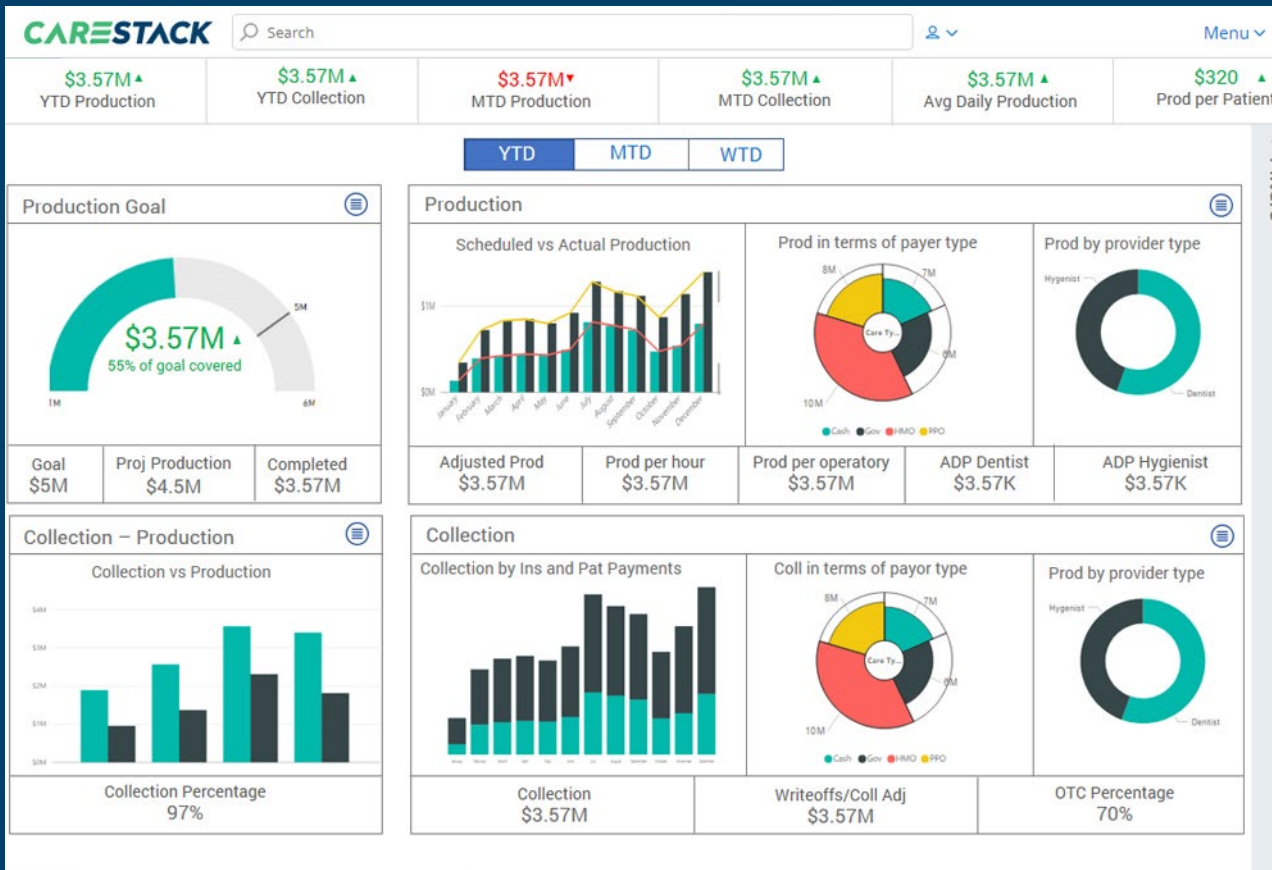 CARESTACK
Search
Menu
$3.57M
YTD Production
$3.57M
YTD Collection
$3.57M
MTD Production
$3.57M
MTD Collection
$3.57M
Avg Daily Production
$320
Prod per Patient
YTD
MTD
WTD
Production Goal
5M
$3.57M
55% of goal covered
1M
6M
Goal
$5M
Proj Production
$4.5M
Completed
$3.57M
Production
Scheduled vs Actual Production
$1M
$0M
January
February
March
April
May
June
July
August
September
October
November
December
Prod in terms of payer type
8M
7M
Care Ty...
6M
10M
Cash Gov HMO PPO
Prod by provider type
Hygenist
Dentist
Adjusted Prod
$3.57M
Prod per hour
$3.57M
Prod per operatory
$3.57M
ADP Dentist
$3.57K
ADP Hygienist
$3.57K
Collection – Production
Collection vs Production
$4M
$3M
$2M
$1M
$0M
Collection Percentage
97%
Collection
Collection by Ins and Pat Payments
Coll in terms of payor type
8M
7M
Care Ty...
6M
10M
Cash Gov HMO PPO
Prod by provider type
Hygenist
Dentist
Collection
$3.57M
Writeoffs/Coll Adj
$3.57M
OTC Percentage
70%